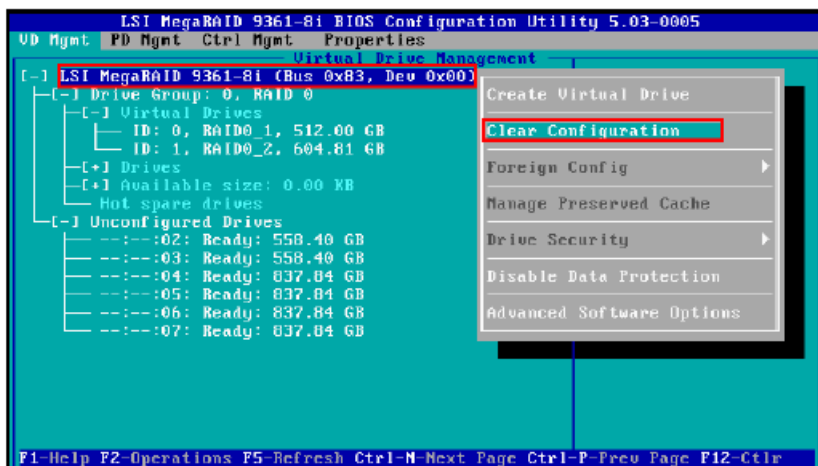 LSI MegaRAID 9361-8i BIOS Configuration Utility 5.03-0005
VD Mgmt PD Mgmt Ctrl Mgmt Properties
Virtual Drive Management
[-] LSI MegaRAID 9361-8i (Bus 0x83, Dev 0x00)
[-] Drive Group: 0, RAID 0
[-] Virtual Drives
ID: 0, RAID0_1, 512.00 GB
ID: 1, RAID0_2, 604.81 GB
[+] Drives
[+] Available size: 0.00 KB
Hot spare drives
[-] Unconfigured Drives
--:--:02: Ready: 558.40 GB
--:--:03: Ready: 558.40 GB
--:--:04: Ready: 837.84 GB
--:--:05: Ready: 837.84 GB
--:--:06: Ready: 837.84 GB
--:--:07: Ready: 837.84 GB
Create Virtual Drive
Clear Configuration
Foreign Config
Manage Preserved Cache
Drive Security
Disable Data Protection
Advanced Software Options
F1-Help F2-Operations F5-Refresh Ctrl-N-Next Page Ctrl-P-Prev Page F12-Ctlr